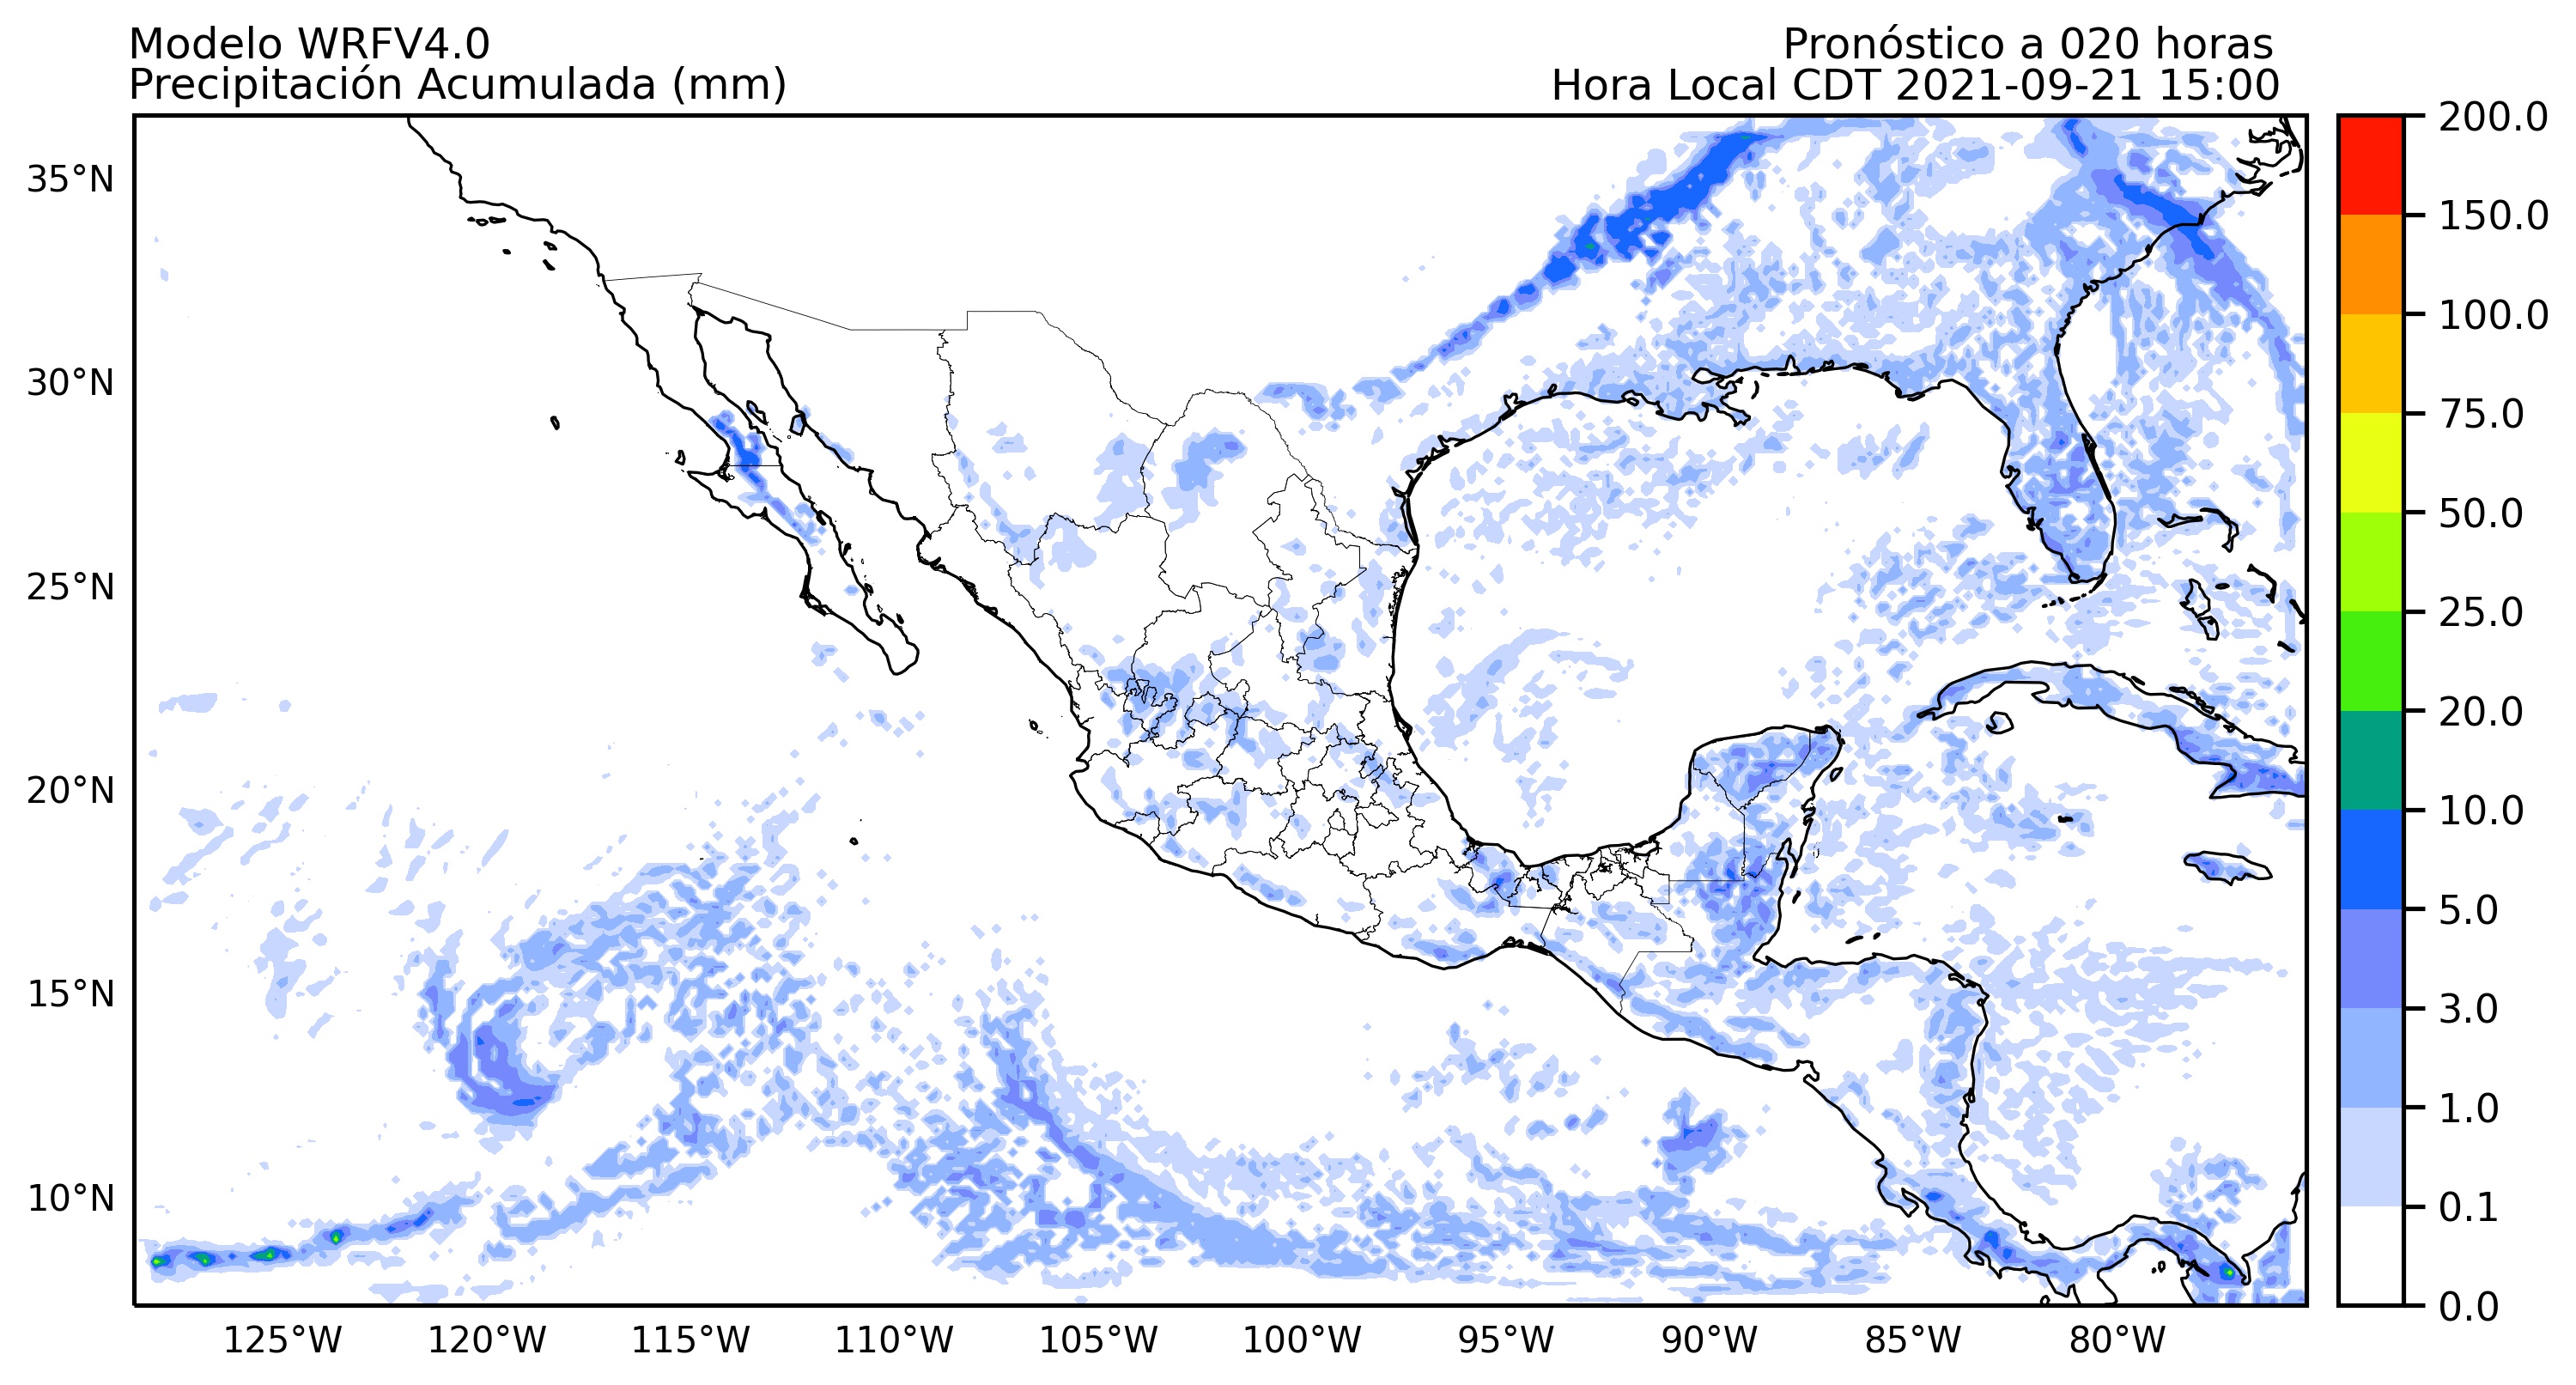 Modelo WRFV4.0
Precipitación Acumulada (mm)
Pronóstico a 020 horas
Hora Local CDT 2021-09-21 15:00
35°N
30°N
25°N
20°N
15°N
10°N
125°W
120°W
115°W
110°W
105°W
100°W
95°W
90°W
85°W
80°W
200.0
150.0
100.0
75.0
50.0
25.0
20.0
10.0
5.0
3.0
1.0
0.1
0.0